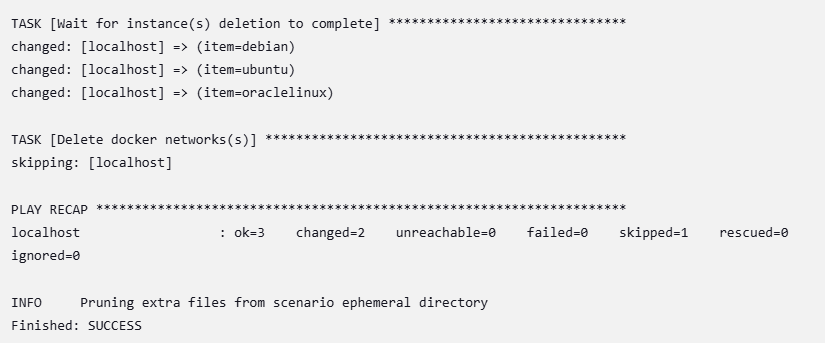 TASK [Wait for instance(s) deletion to complete] *******************************
changed: [localhost] => (item=debian)
changed: [localhost] => (item=ubuntu)
changed: [localhost] => (item=oraclelinux)
TASK [Delete docker networks(s)] ***********************************************
skipping: [localhost]
PLAY RECAP *********************************************************************
localhost                  : ok=3    changed=2    unreachable=0    failed=0    skipped=1    rescued=0
ignored=0
INFO     Pruning extra files from scenario ephemeral directory
Finished: SUCCESS